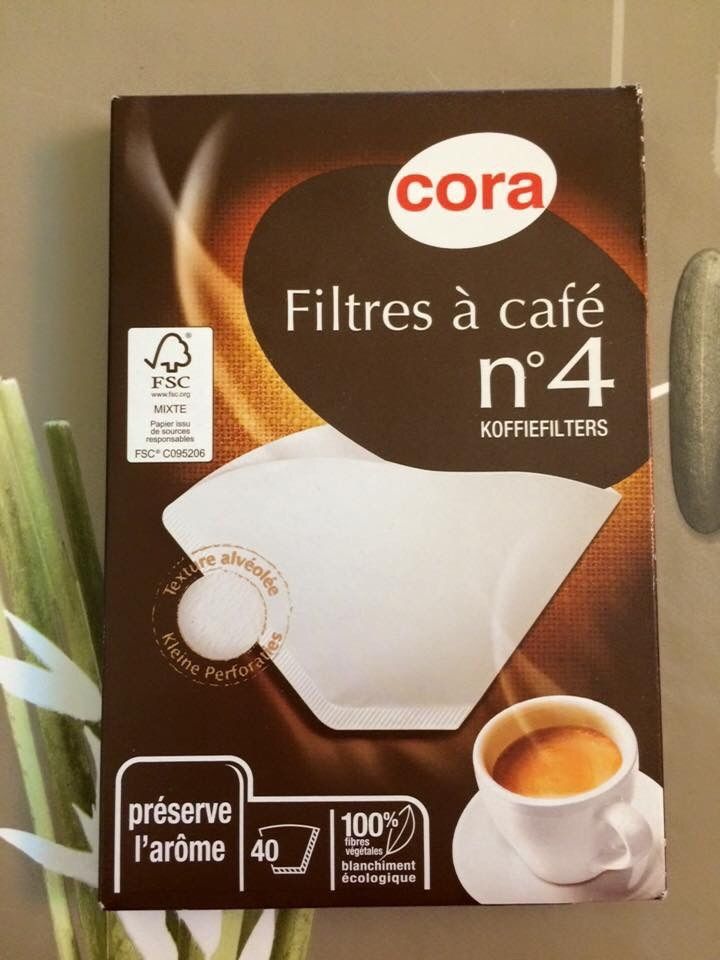 cora
Filtres à café
n°4
KOFFIEFILTERS
FSC®
www.fsc.org
MIXTE
Papier issu
de sources
responsables
FSC® C095206
Texture alvéolée
Kleine Perforaties
préserve
l'arôme
40
100%
fibres
végétales
blanchiment
écologique